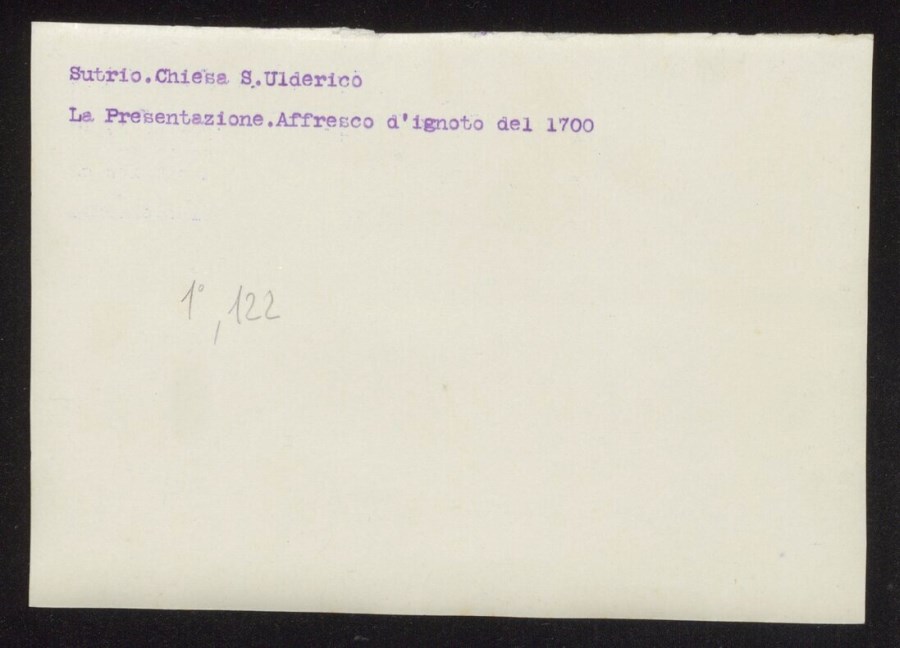 Sutrio.Chiesa S.Ulderico
La Presentazione.Affresco d'ignoto del 1700
1°, 122